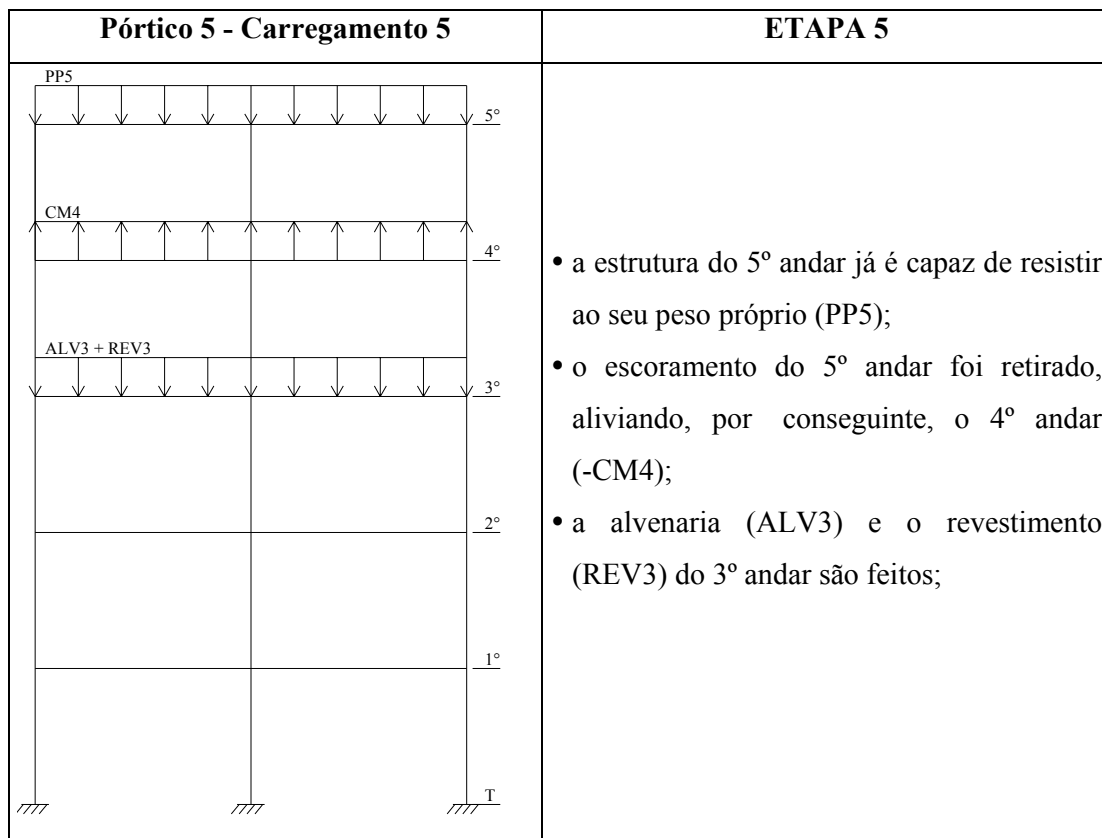 Pórtico 5 - Carregamento 5
ETAPA 5
PP5
5°
CM4
4°
ALV3 + REV3
3°
2°
1°
T
• a estrutura do 5º andar já é capaz de resistir
ao seu peso próprio (PP5);
• o escoramento do 5º andar foi retirado,
aliviando, por conseguinte, o 4º andar
(-CM4);
• a alvenaria (ALV3) e o revestimento
(REV3) do 3º andar são feitos;